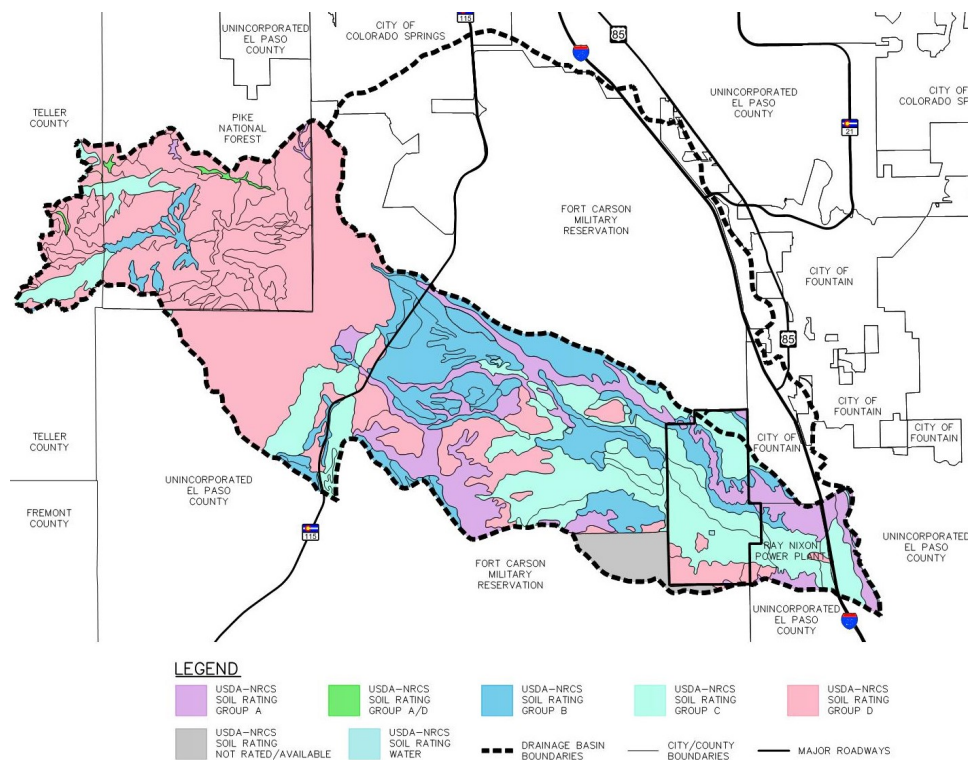 115
UNINCORPORATED
EL PASO
COUNTY
CITY OF
COLORADO SPRINGS
85
UNINCORPORATED
EL PASO
COUNTY
CITY OF
COLORADO SP
21
TELLER
COUNTY
PIKE
NATIONAL
FOREST
FORT CARSON
MILITARY
RESERVATION
CITY OF
FOUNTAIN
85
CITY OF
FOUNTAIN
CITY OF
FOUNTAIN
CITY OF
FOUNTAIN
TELLER
COUNTY
UNINCORPORATED
EL PASO
COUNTY
FREMONT
COUNTY
115
FORT CARSON
MILITARY
RESERVATION
RAY NIXON
POWER PLANT
UNINCORPORATED
EL PASO
COUNTY
UNINCORPORATED
EL PASO
COUNTY
LEGEND
USDA-NRCS
SOIL RATING
GROUP A
USDA-NRCS
SOIL RATING
GROUP A/D
USDA-NRCS
SOIL RATING
GROUP B
USDA-NRCS
SOIL RATING
GROUP C
USDA-NRCS
SOIL RATING
GROUP D
USDA-NRCS
SOIL RATING
NOT RATED/AVAILABLE
USDA-NRCS
SOIL RATING
WATER
DRAINAGE BASIN
BOUNDARIES
CITY/COUNTY
BOUNDARIES
MAJOR ROADWAYS